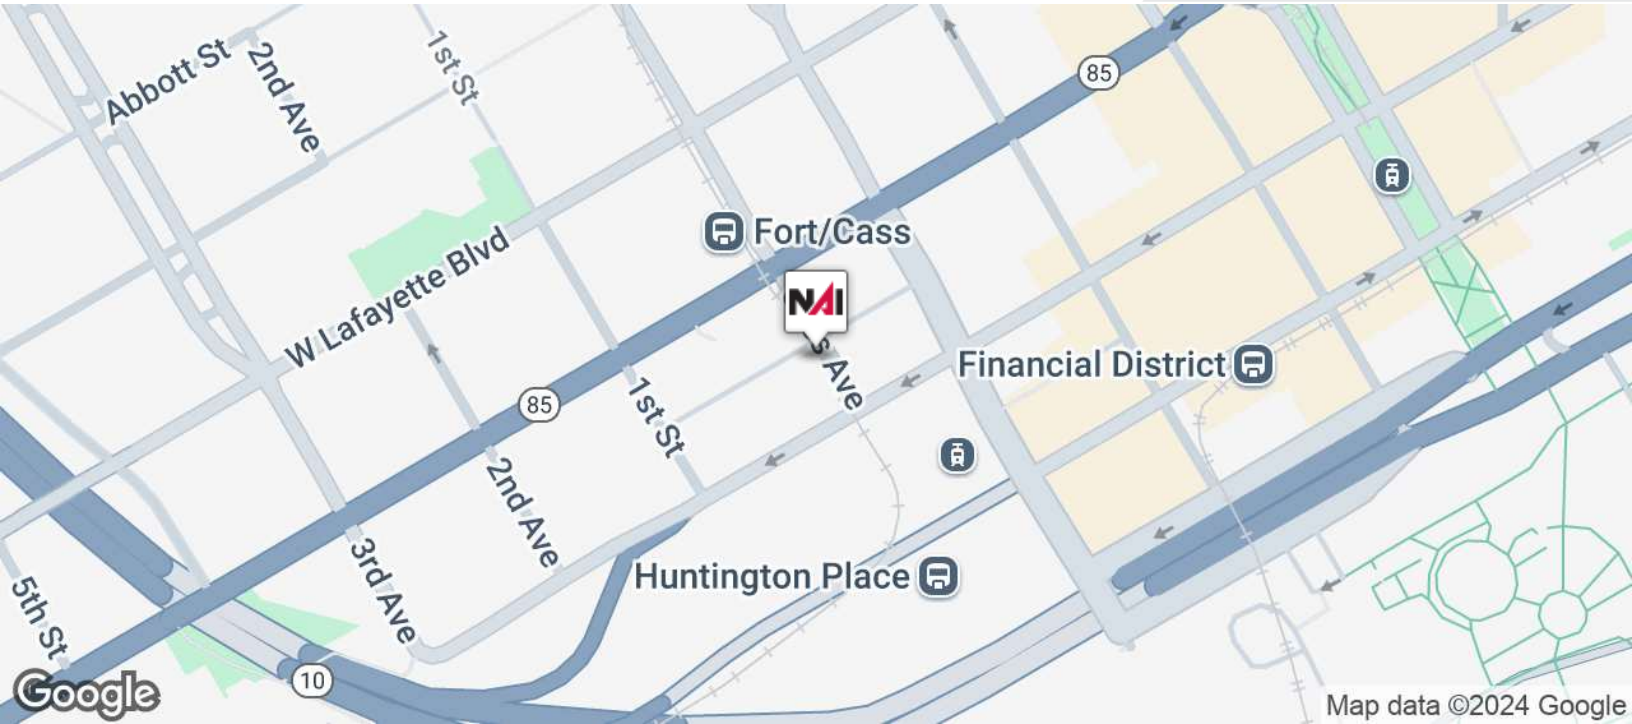 Abbott St
2nd Ave
1st St
85
Fort/Cass
W Lafayette Blvd
NAI
s Ave
Financial District
85
1st St
2nd Ave
3rd Ave
Huntington Place
5th St
10
Google
Map data ©2024 Google